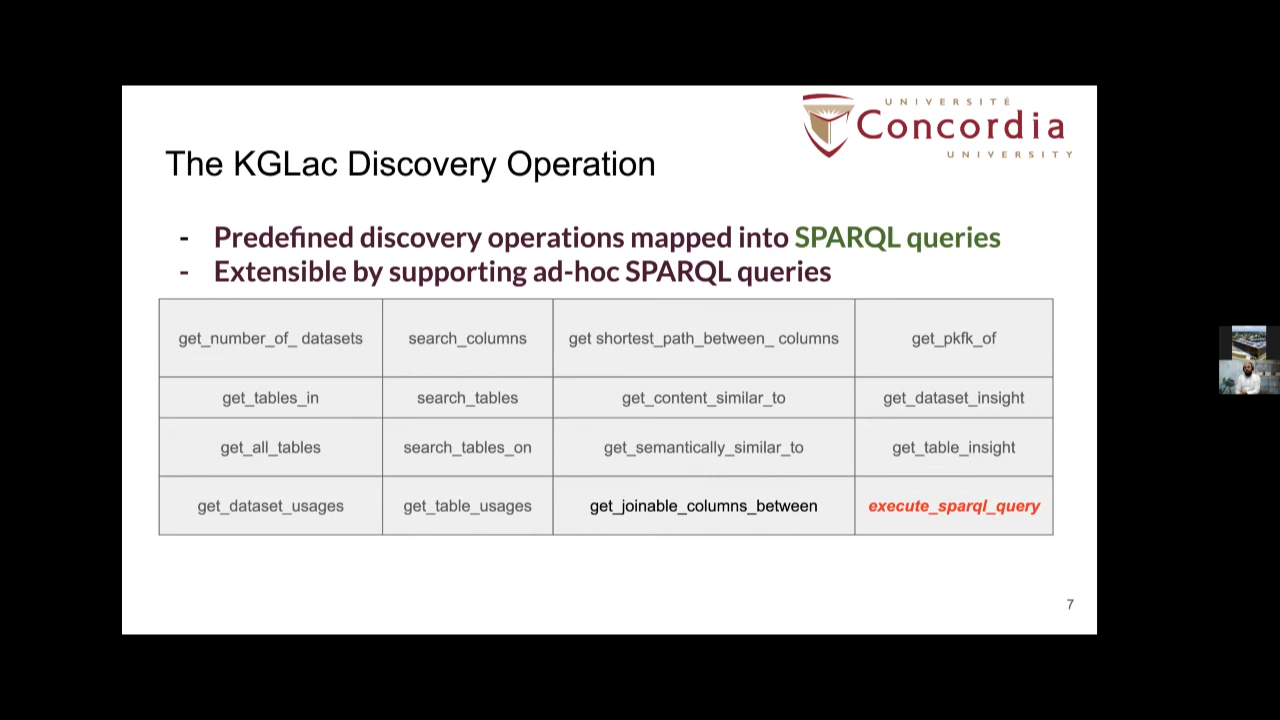 UNIVERSITÉ
Concordia
UNIVERSITY
The KGLac Discovery Operation
- Predefined discovery operations mapped into SPARQL queries
- Extensible by supporting ad-hoc SPARQL queries
get_number_of_ datasets search_columns get shortest_path_between_ columns get_pkfk_of
get_tables_in search_tables get_content_similar_to get_dataset_insight
get_all_tables search_tables_on get_semantically_similar_to get_table_insight
get_dataset_usages get_table_usages get_joinable_columns_between execute_sparql_query
7